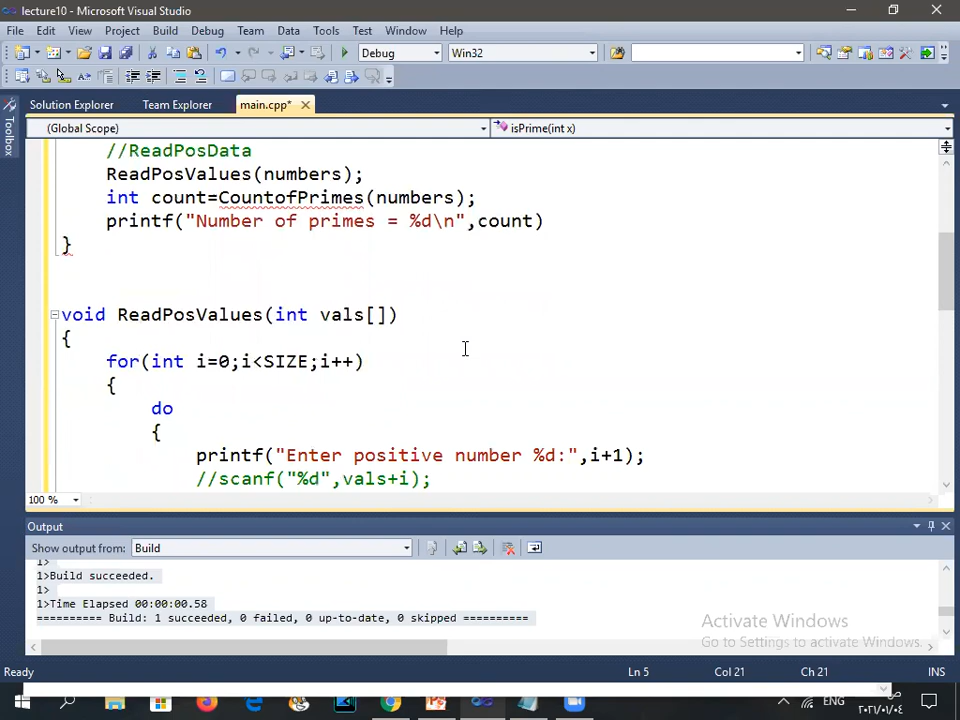 lecture10 - Microsoft Visual Studio
File Edit View Project Build Debug Team Data Tools Test Window Help
Debug Win32
Solution Explorer Team Explorer main.cpp*
(Global Scope) isPrime(int x)
Toolbox
//ReadPosData
ReadPosValues(numbers);
int count=CountofPrimes(numbers);
printf("Number of primes = %d\n",count)
}
void ReadPosValues(int vals[])
{
for(int i=0;i<SIZE;i++)
{
do
{
printf("Enter positive number %d:",i+1);
//scanf("%d",vals+i);
100 %
Output
Show output from: Build
1>
1>Build succeeded.
1>
1>Time Elapsed 00:00:00.58
========== Build: 1 succeeded, 0 failed, 0 up-to-date, 0 skipped ==========
Activate Windows
Go to Settings to activate Windows.
Ready Ln 5 Col 21 Ch 21 INS
ENG
٢٠٢١/٠١/٠٤